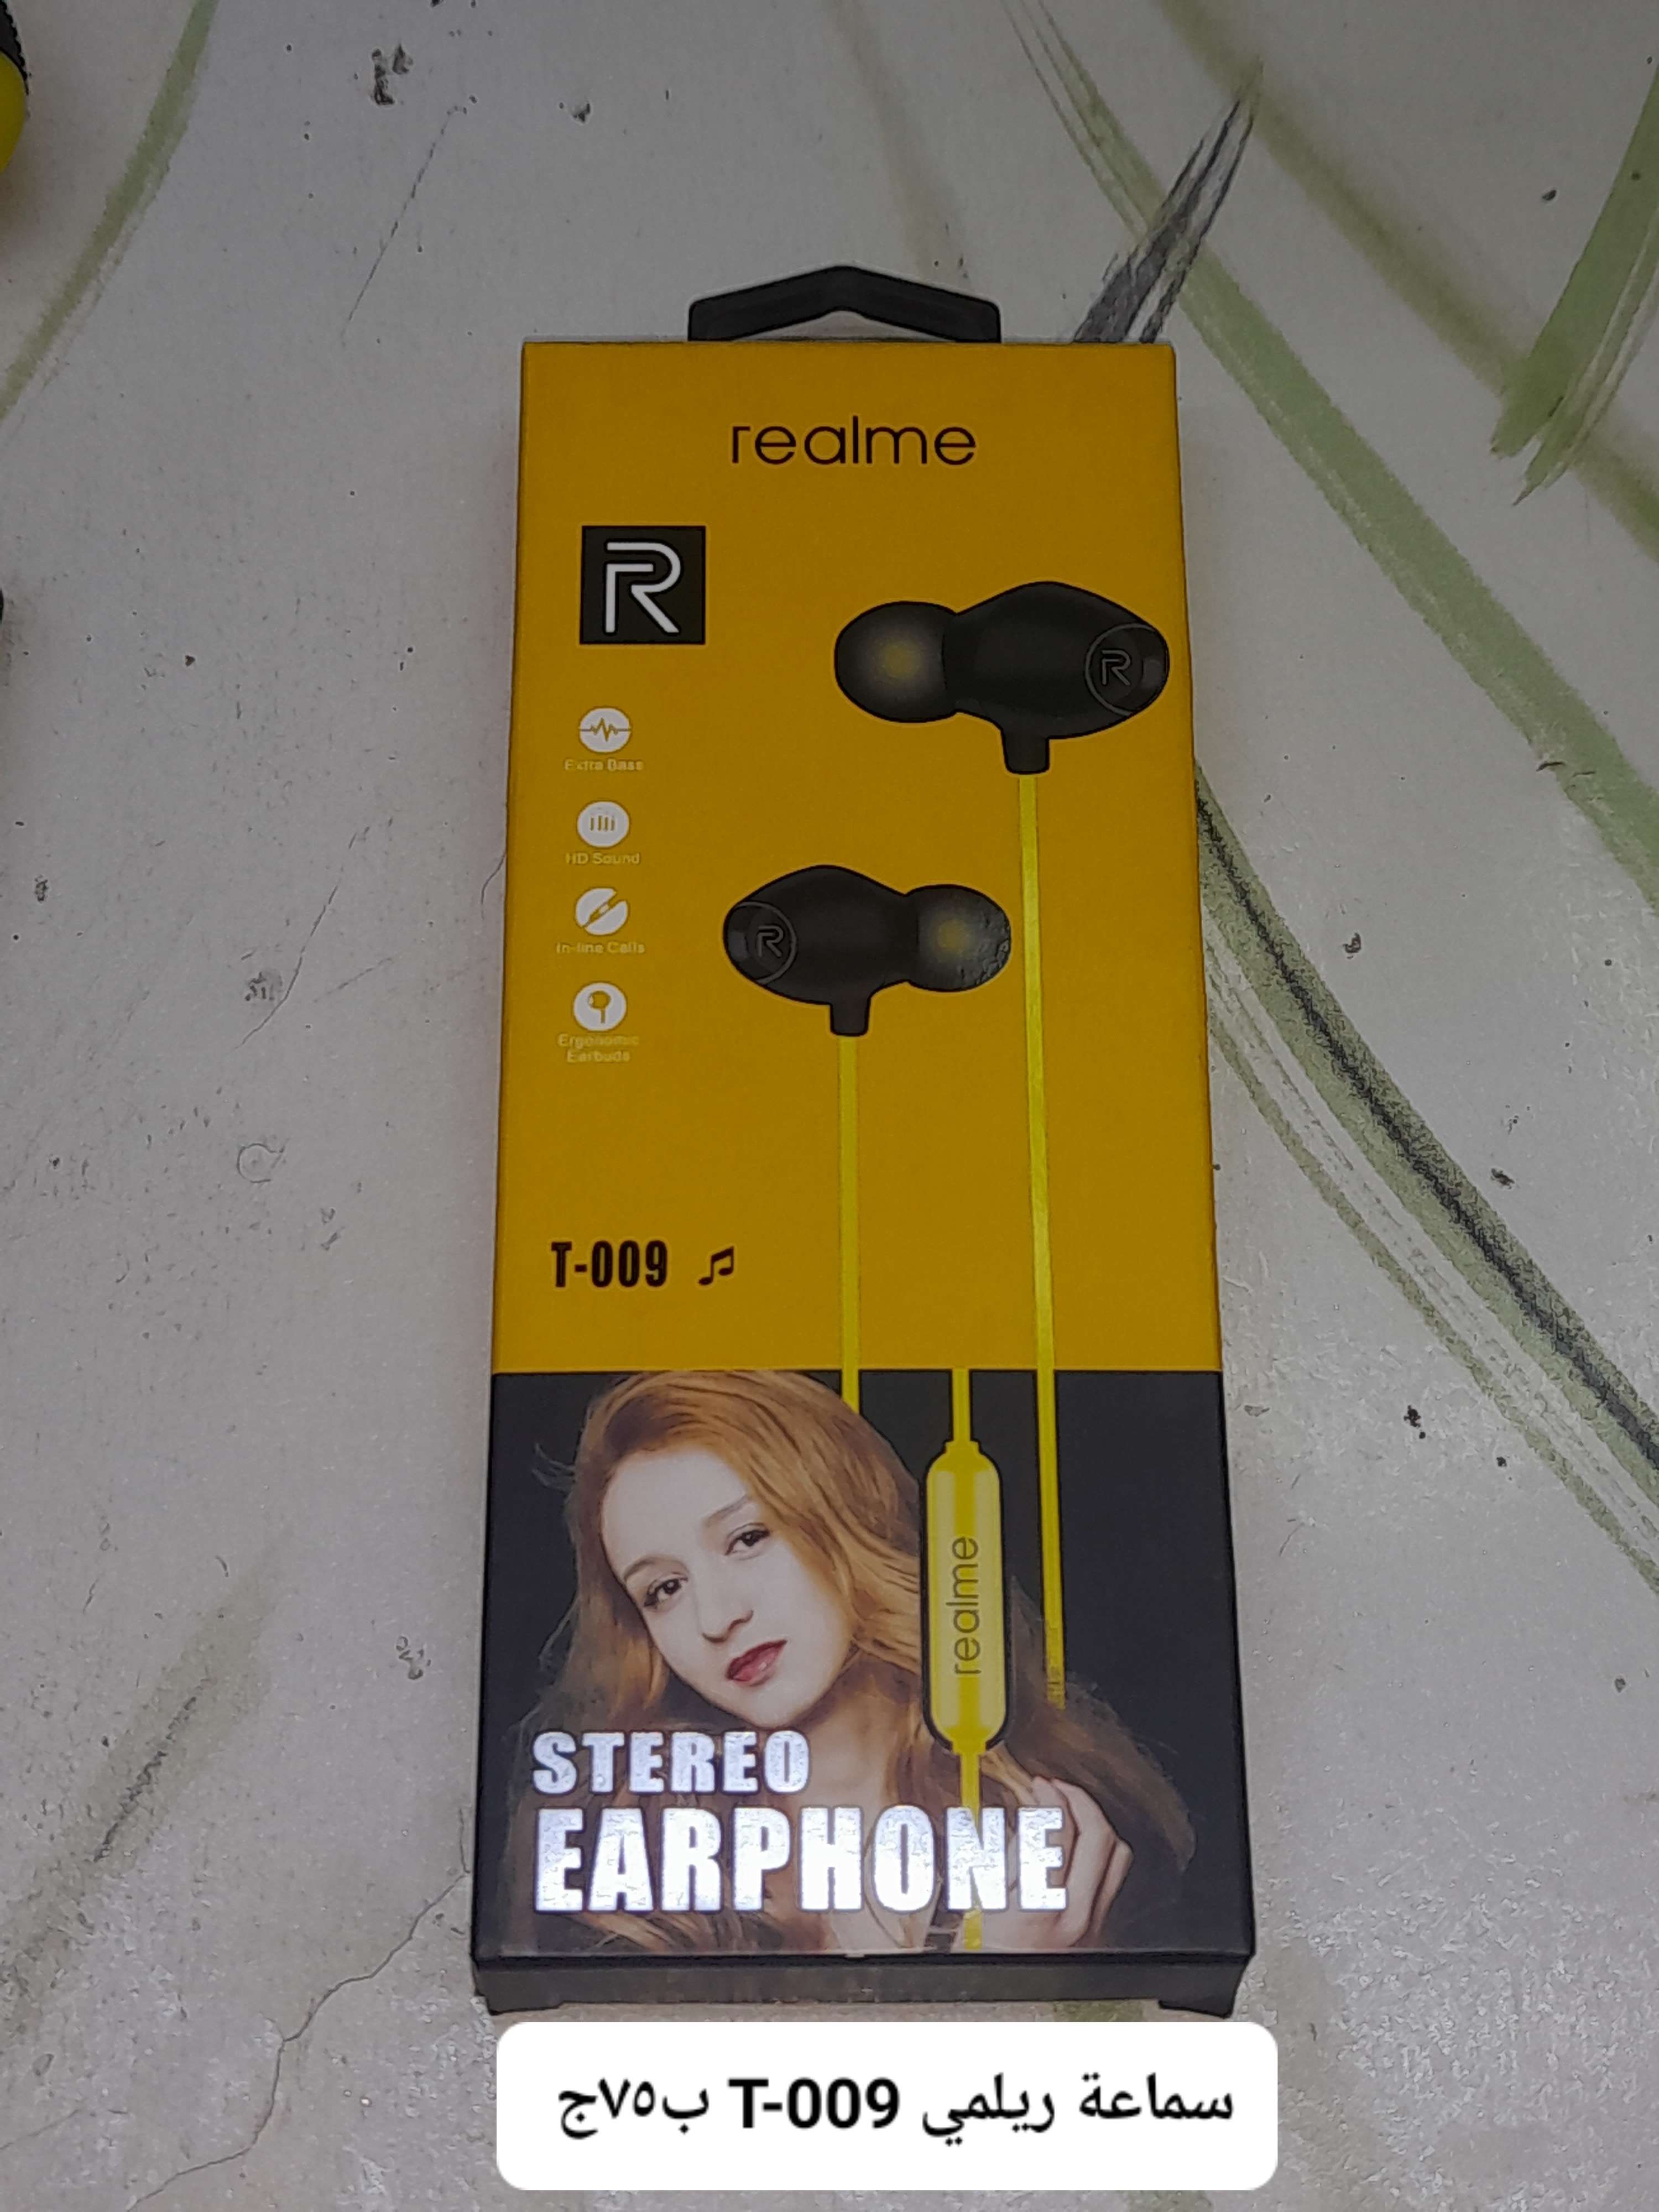 realme
R
R
Extra Bass
HD Sound
In-line Calls
R
Ergonomic
Earbuds
T-009
realme
STEREO
EARPHONE
سماعة ريلمي T-009 ب٧٥ج